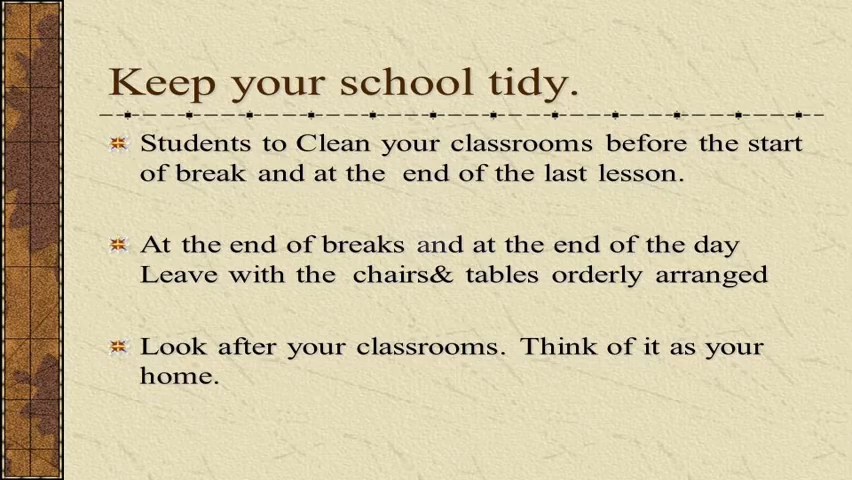 Keep your school tidy.
Students to Clean your classrooms before the start
of break and at the end of the last lesson.
At the end of breaks and at the end of the day
Leave with the chairs& tables orderly arranged
Look after your classrooms. Think of it as your
home.